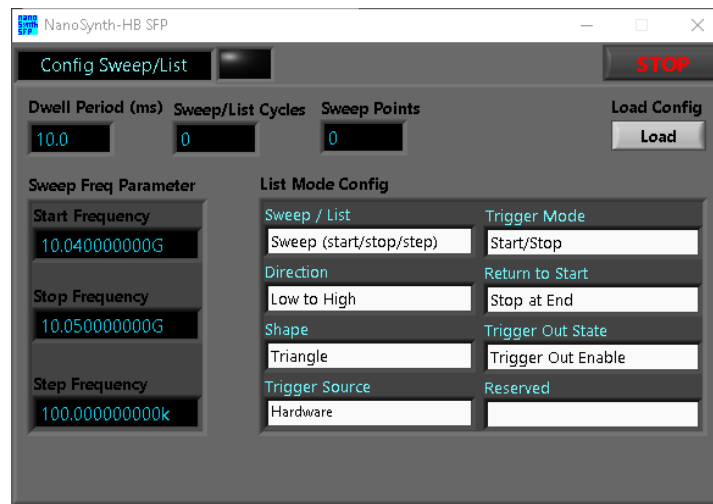 nano
Synth
SFP
NanoSynth-HB SFP
Config Sweep/List
STOP
Dwell Period (ms)
Sweep/List Cycles
Sweep Points
Load Config
10.0
0
0
Load
Sweep Freq Parameter
List Mode Config
Start Frequency
10.040000000G
Stop Frequency
10.050000000G
Step Frequency
100.000000000k
Sweep / List
Sweep (start/stop/step)
Direction
Low to High
Shape
Triangle
Trigger Source
Hardware
Trigger Mode
Start/Stop
Return to Start
Stop at End
Trigger Out State
Trigger Out Enable
Reserved